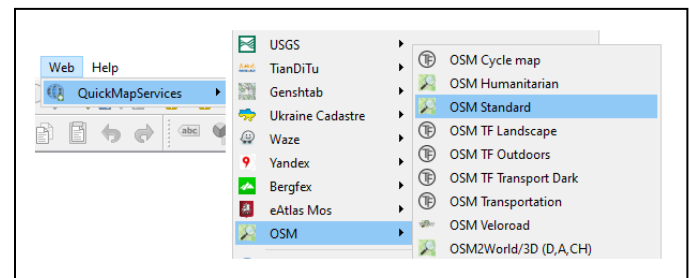 Web Help
QuickMapServices
abc
USGS
TianDiTu
Genshtab
Ukraine Cadastre
Waze
Yandex
Bergfex
eAtlas Mos
OSM
OSM Cycle map
OSM Humanitarian
OSM Standard
OSM TF Landscape
OSM TF Outdoors
OSM TF Transport Dark
OSM Transportation
OSM Veloroad
OSM2World/3D (D,A,CH)